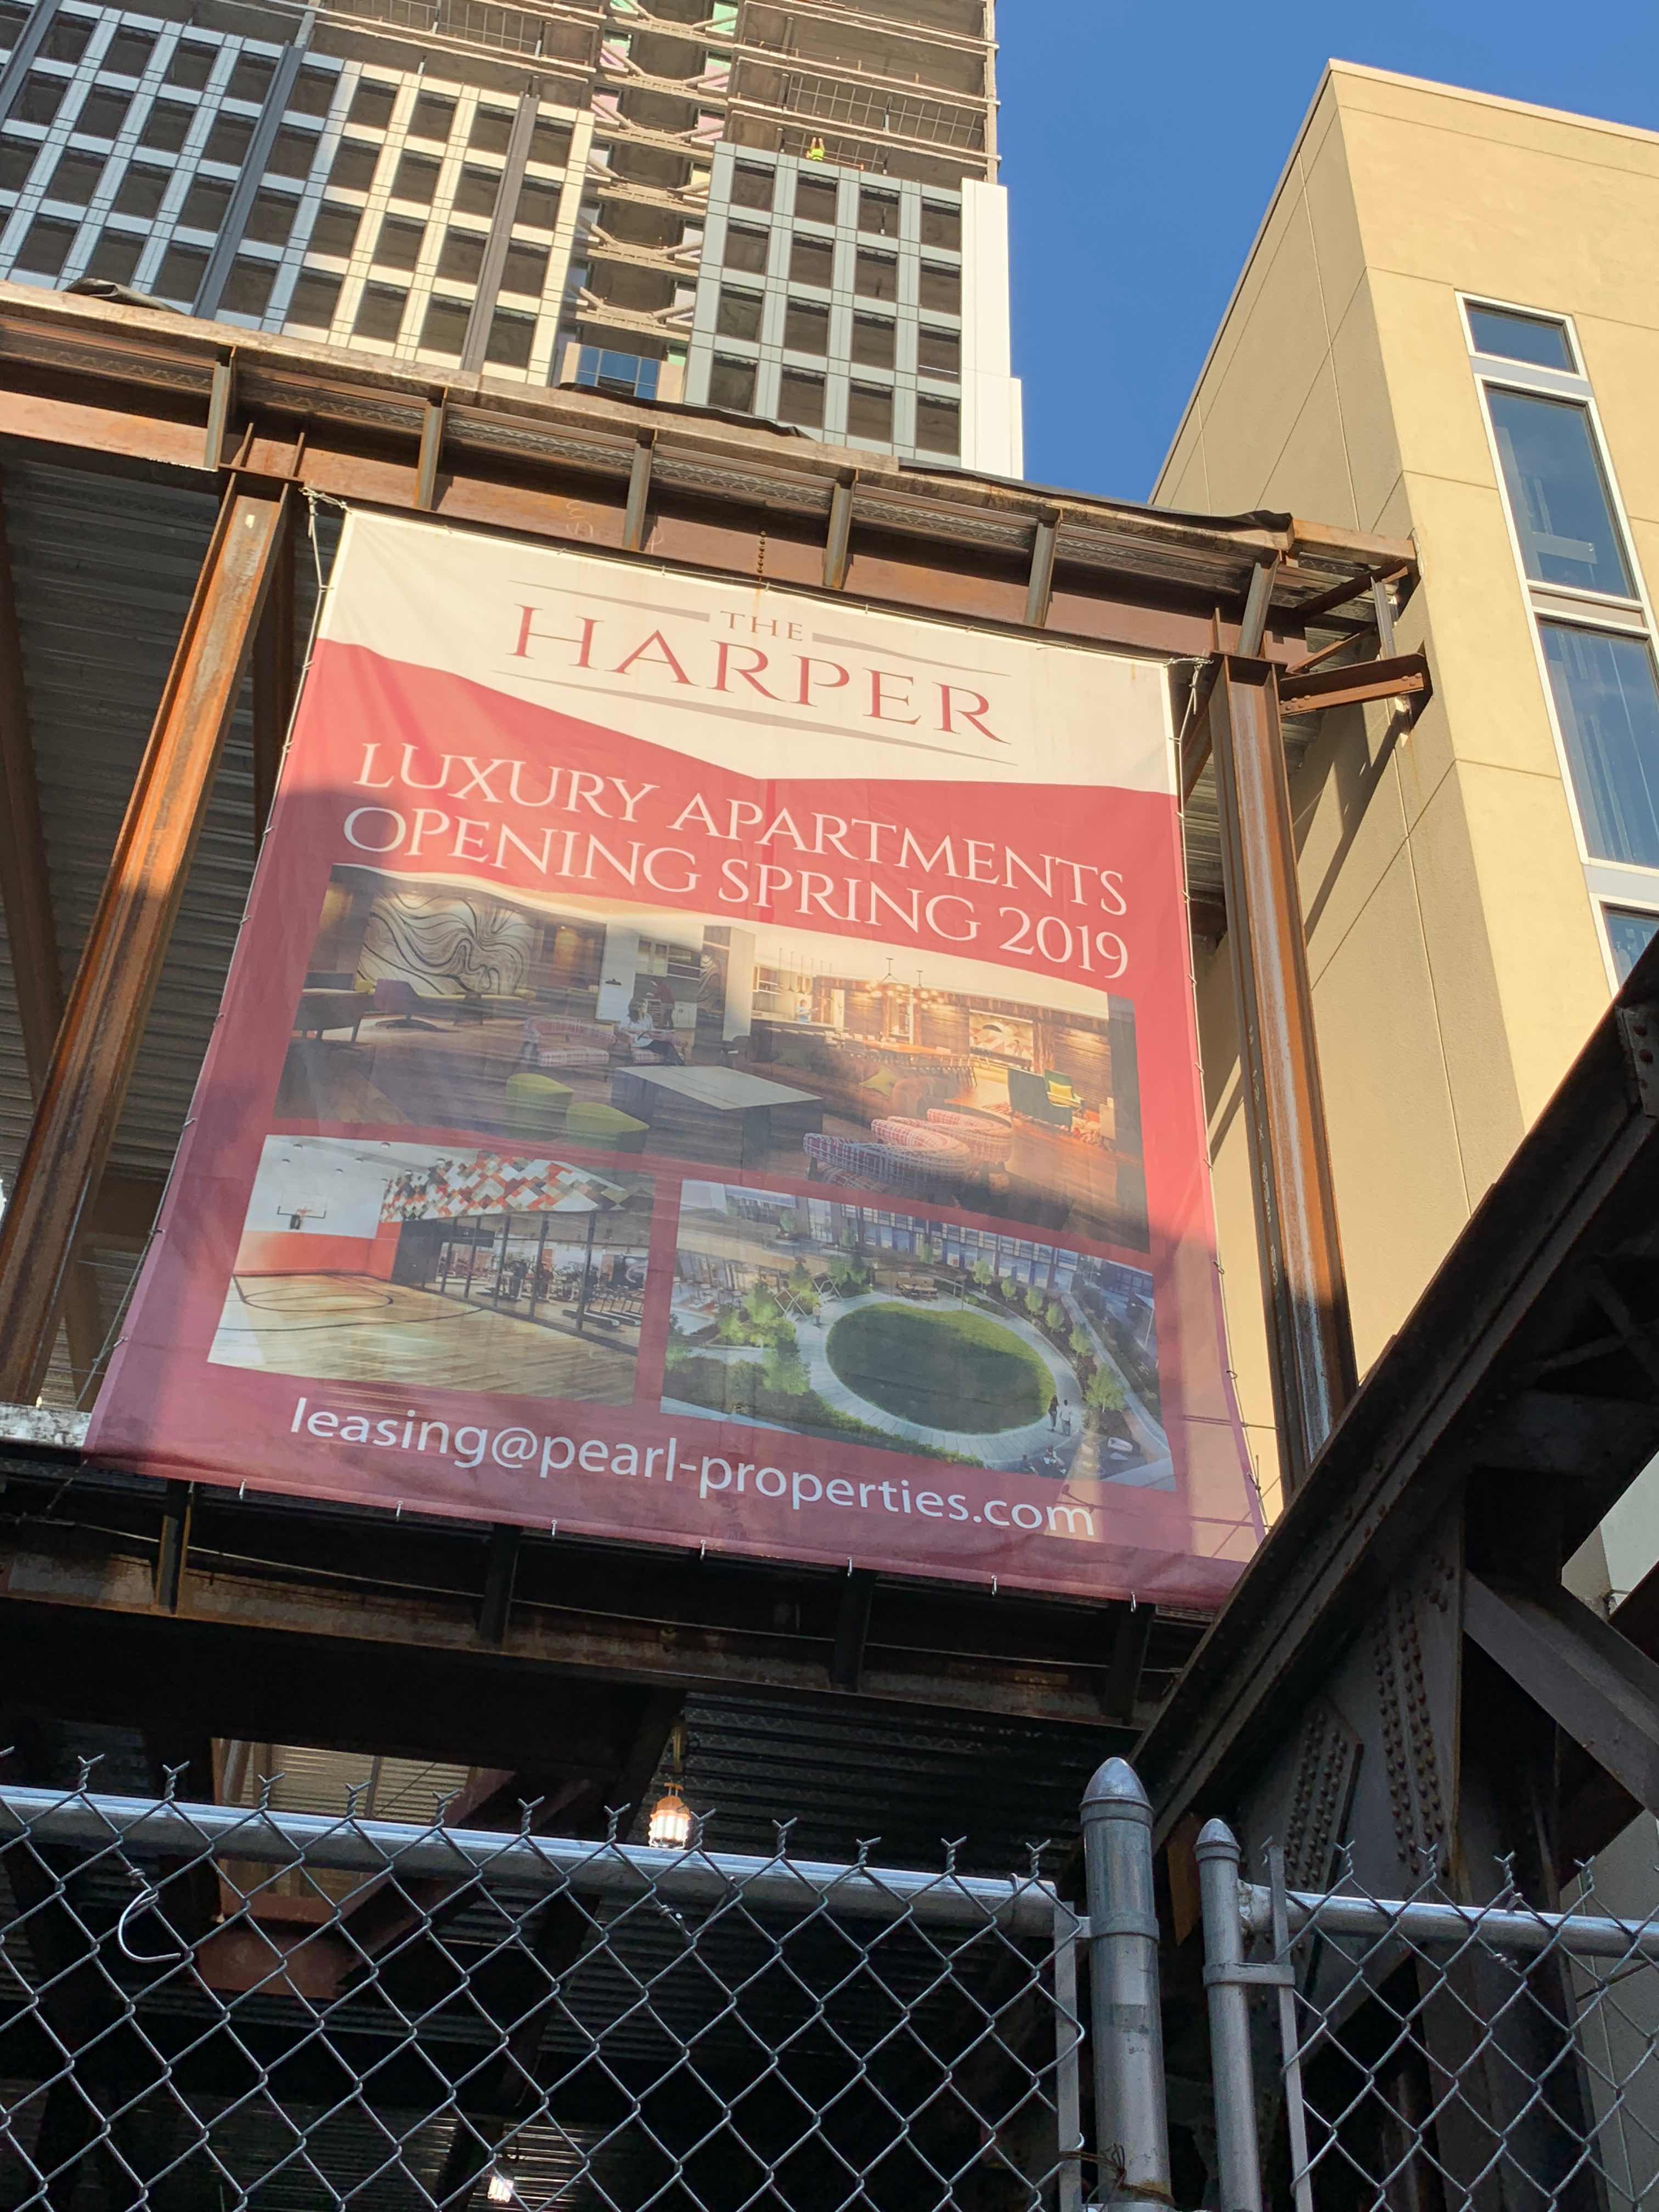 THE
HARPER
LUXURY APARTMENTS
OPENING SPRING 2019
leasing@pearl-properties.com